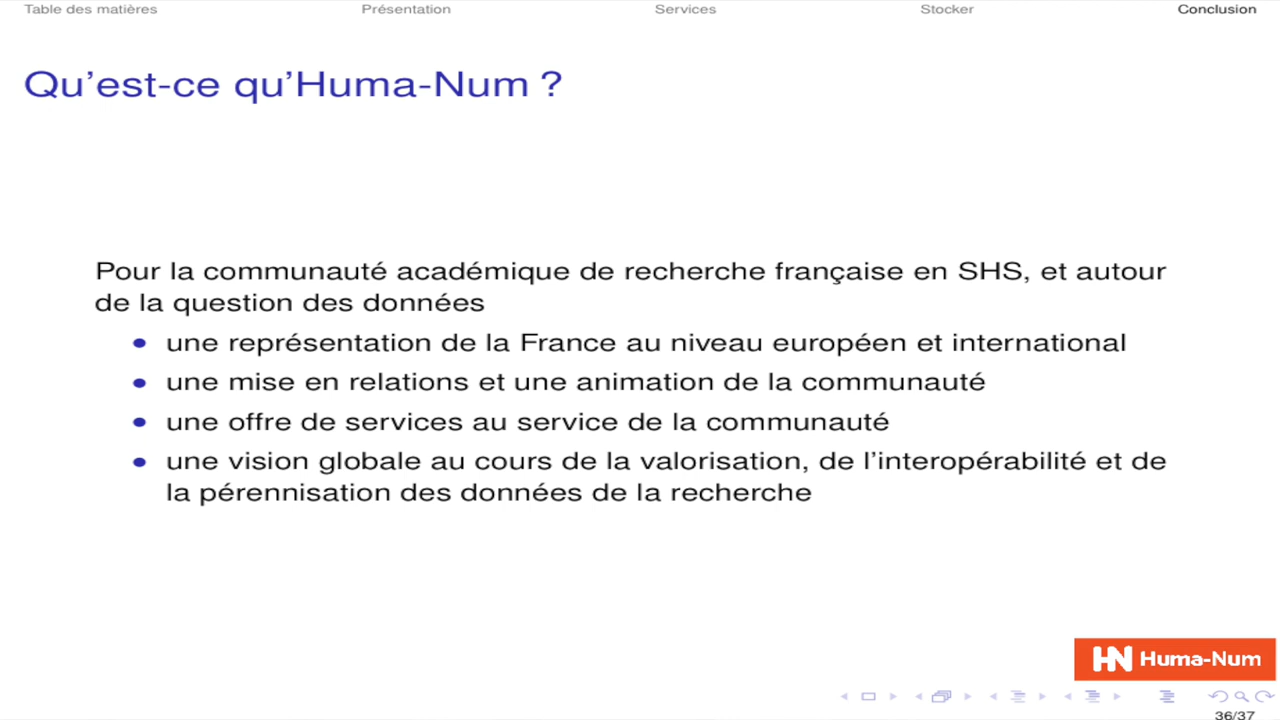 Table des matières Présentation Services Stocker Conclusion
Qu'est-ce qu'Huma-Num ?
Pour la communauté académique de recherche française en SHS, et autour
de la question des données
• une représentation de la France au niveau européen et international
• une mise en relations et une animation de la communauté
• une offre de services au service de la communauté
• une vision globale au cours de la valorisation, de l'interopérabilité et de
la pérennisation des données de la recherche
HN Huma-Num
36/37